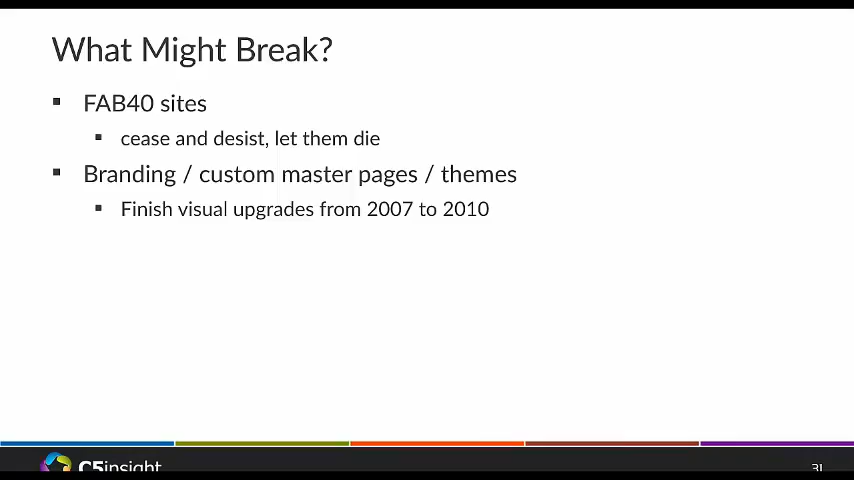 What Might Break?
FAB40 sites
cease and desist, let them die
Branding / custom master pages / themes
Finish visual upgrades from 2007 to 2010
C5insight
31